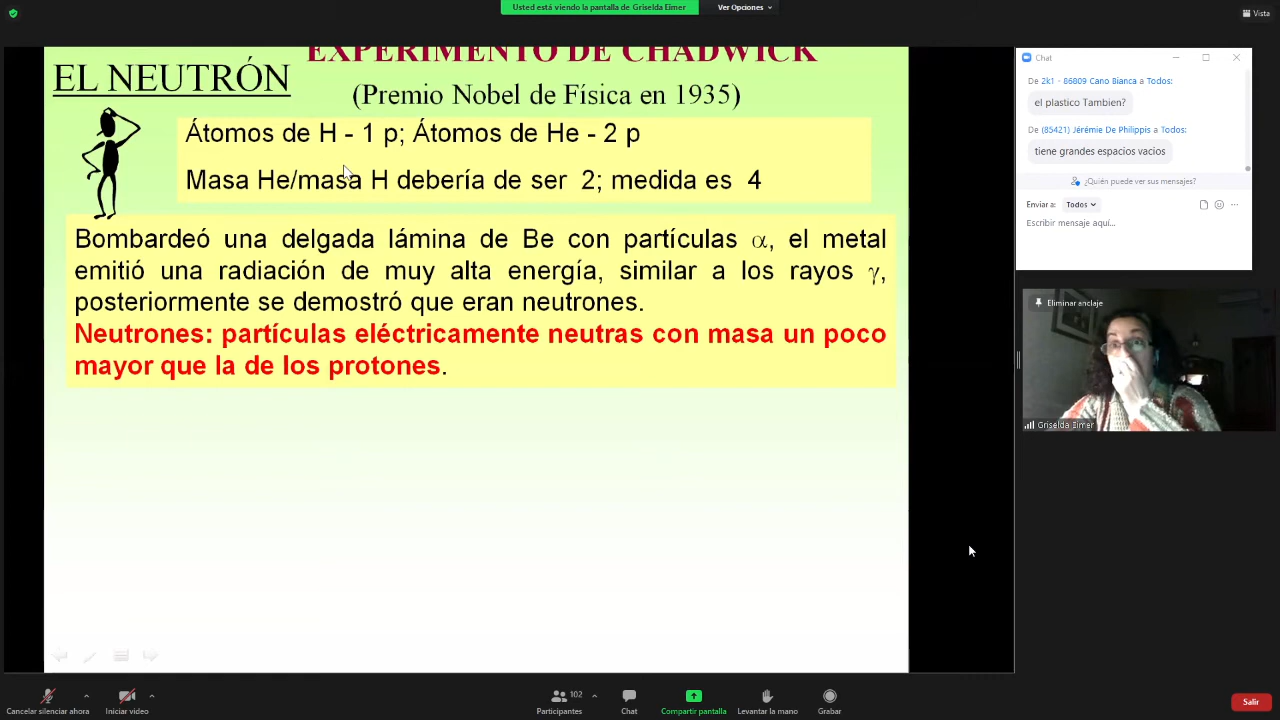 Usted está viendo la pantalla de Griselda Eimer
Ver Opciones
Vista
EXPERIMENTO DE CHADWICK
EL NEUTRÓN
(Premio Nobel de Física en 1935)
Átomos de H - 1 p; Átomos de He - 2 p
Masa He/masa H debería de ser 2; medida es 4
Bombardeó una delgada lámina de Be con partículas α, el metal
emitió una radiación de muy alta energía, similar a los rayos γ,
posteriormente se demostró que eran neutrones.
Neutrones: partículas eléctricamente neutras con masa un poco
mayor que la de los protones.
Chat
De 2k1 - 86809 Cano Bianca a Todos:
el plastico Tambien?
De (85421) Jérémie De Philippis a Todos:
tiene grandes espacios vacios
¿Quién puede ver sus mensajes?
Enviar a: Todos
Escribir mensaje aquí...
Eliminar anclaje
Griselda Eimer
Cancelar silenciar ahora
Iniciar video
102
Participantes
Chat
Compartir pantalla
Levantar la mano
Grabar
Salir